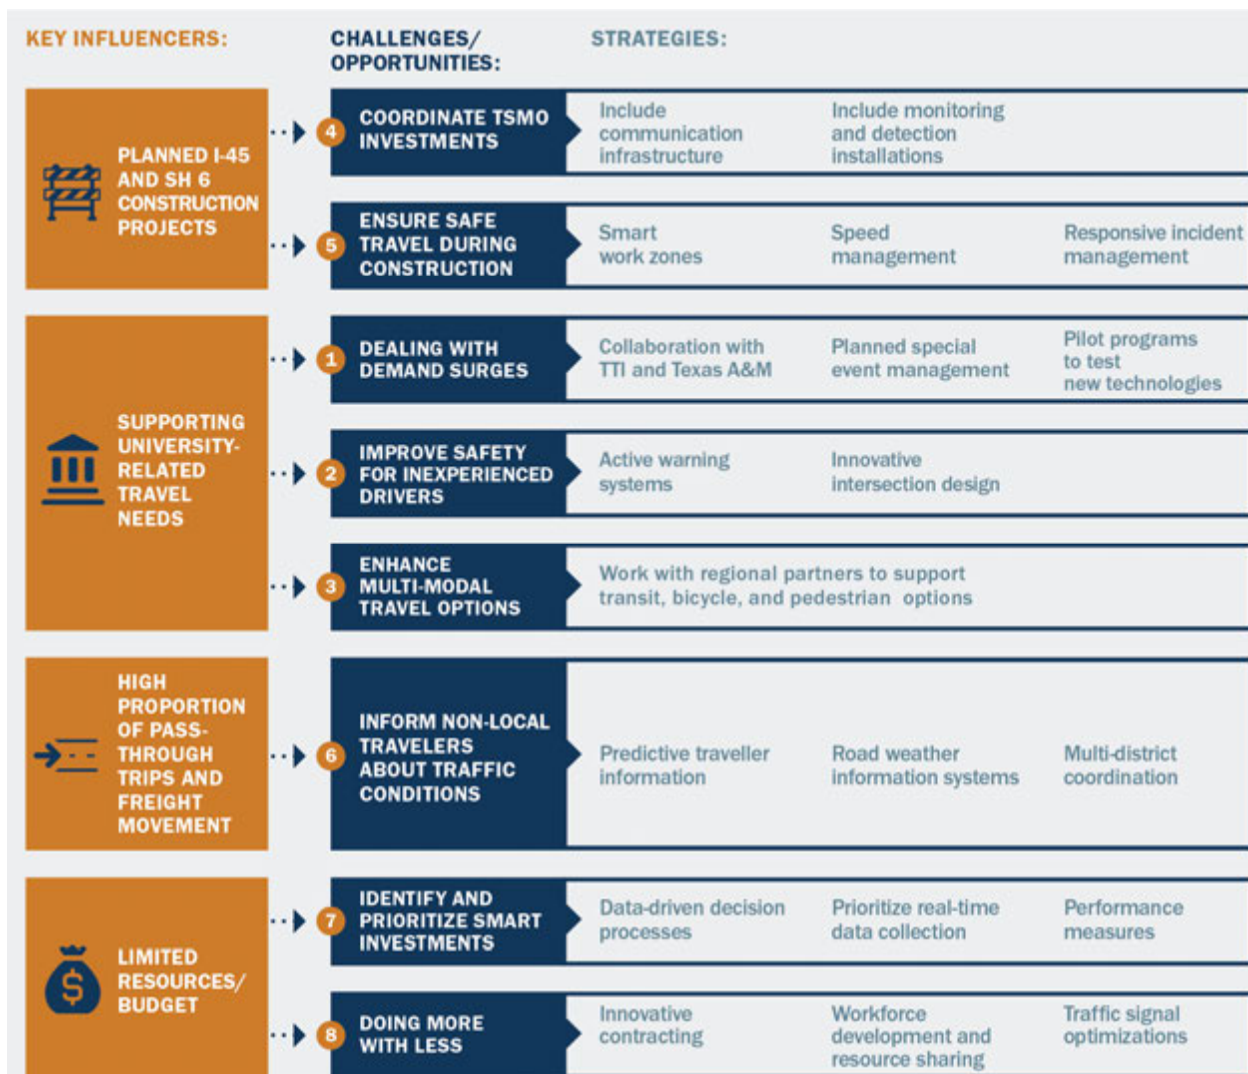 KEY INFLUENCERS:
CHALLENGES/
OPPORTUNITIES:
STRATEGIES:
PLANNED I-45
AND SH 6
CONSTRUCTION
PROJECTS
4
COORDINATE TSMO
INVESTMENTS
Include
communication
infrastructure
Include monitoring
and detection
installations
5
ENSURE SAFE
TRAVEL DURING
CONSTRUCTION
Smart
work zones
Speed
management
Responsive incident
management
SUPPORTING
UNIVERSITY-
RELATED
TRAVEL
NEEDS
1
DEALING WITH
DEMAND SURGES
Collaboration with
TTI and Texas A&M
Planned special
event management
Pilot programs
to test
new technologies
2
IMPROVE SAFETY
FOR INEXPERIENCED
DRIVERS
Active warning
systems
Innovative
intersection design
3
ENHANCE
MULTI-MODAL
TRAVEL OPTIONS
Work with regional partners to support
transit, bicycle, and pedestrian options
HIGH
PROPORTION
OF PASS-
THROUGH
TRIPS AND
FREIGHT
MOVEMENT
6
INFORM NON-LOCAL
TRAVELERS
ABOUT TRAFFIC
CONDITIONS
Predictive traveller
information
Road weather
information systems
Multi-district
coordination
LIMITED
RESOURCES/
BUDGET
$
7
IDENTIFY AND
PRIORITIZE SMART
INVESTMENTS
Data-driven decision
processes
Prioritize real-time
data collection
Performance
measures
8
DOING MORE
WITH LESS
Innovative
contracting
Workforce
development and
resource sharing
Traffic signal
optimizations